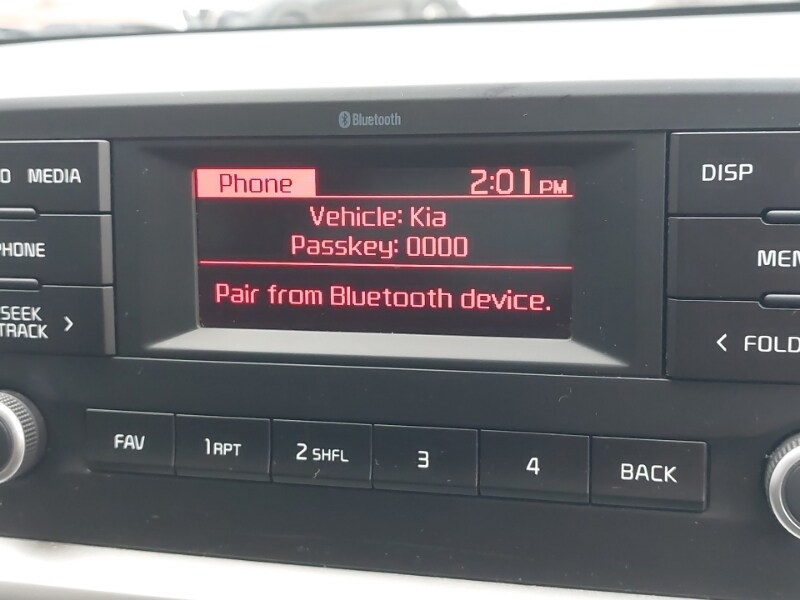 Bluetooth
MEDIA
Phone 2:01 PM
DISP
Vehicle: Kia
Passkey: 0000
Pair from Bluetooth device.
SEEK
TRACK >
< FOLD
FAV
1 RPT
2 SHFL
3
4
BACK